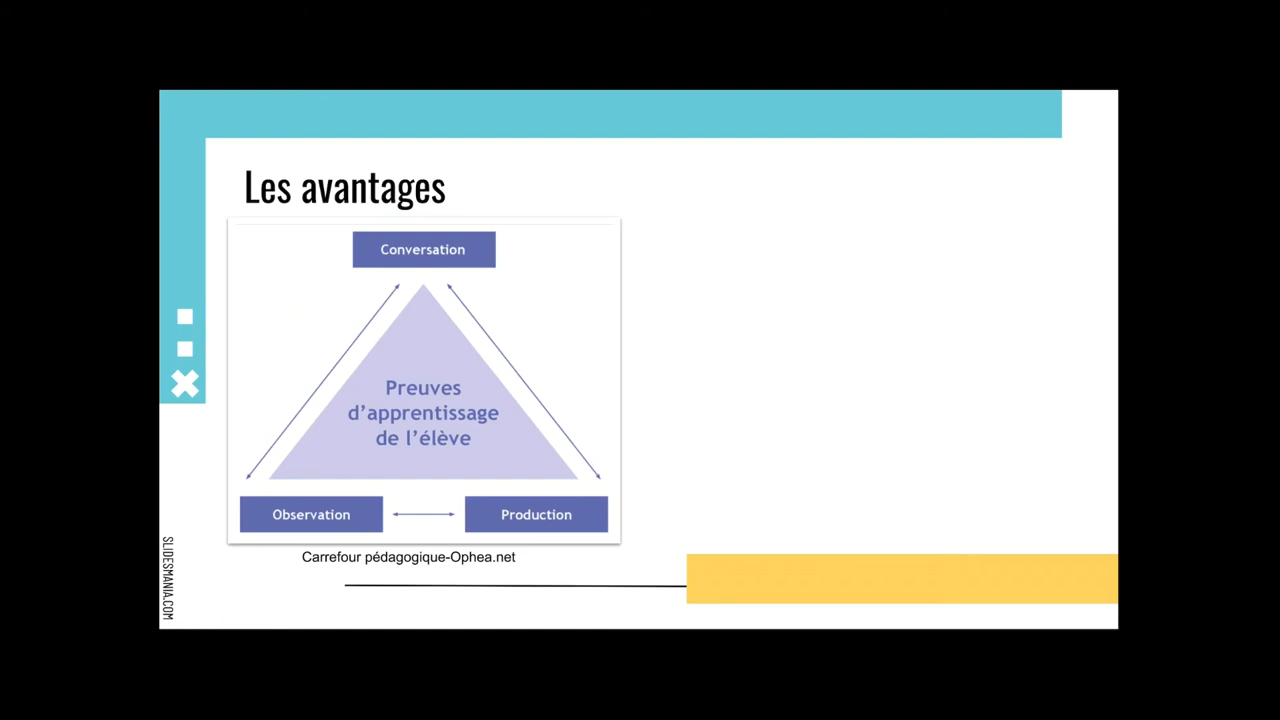 Les avantages
Conversation
Preuves
d'apprentissage
de l'élève
Observation
Production
Carrefour pédagogique-Ophea.net
SLIDESMANIA.COM